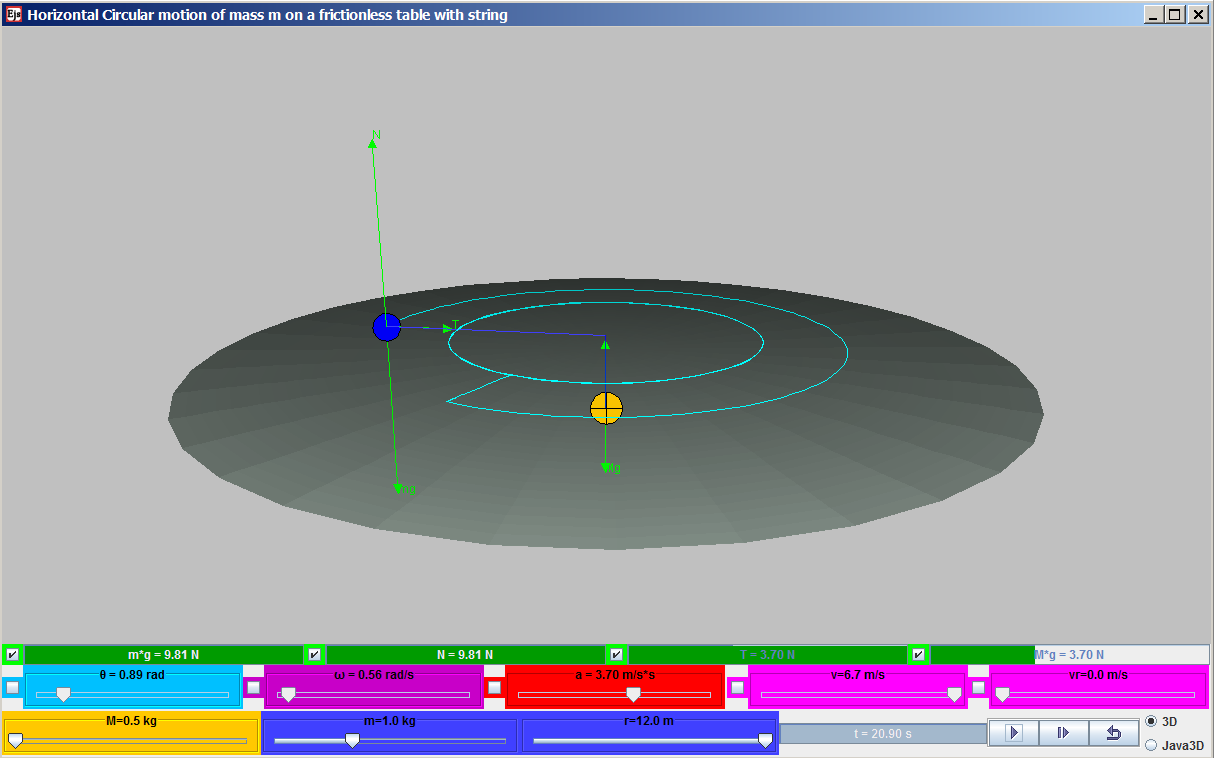 Ejs Horizontal Circular motion of mass m on a frictionless table with string
N
T
Mg
mg
m*g = 9.81 N N = 9.81 N T = 3.70 N M*g = 3.70 N
θ = 0.89 rad ω = 0.56 rad/s a = 3.70 m/s*s v=6.7 m/s vr=0.0 m/s
M=0.5 kg m=1.0 kg r=12.0 m
t = 20.90 s
3D
Java3D